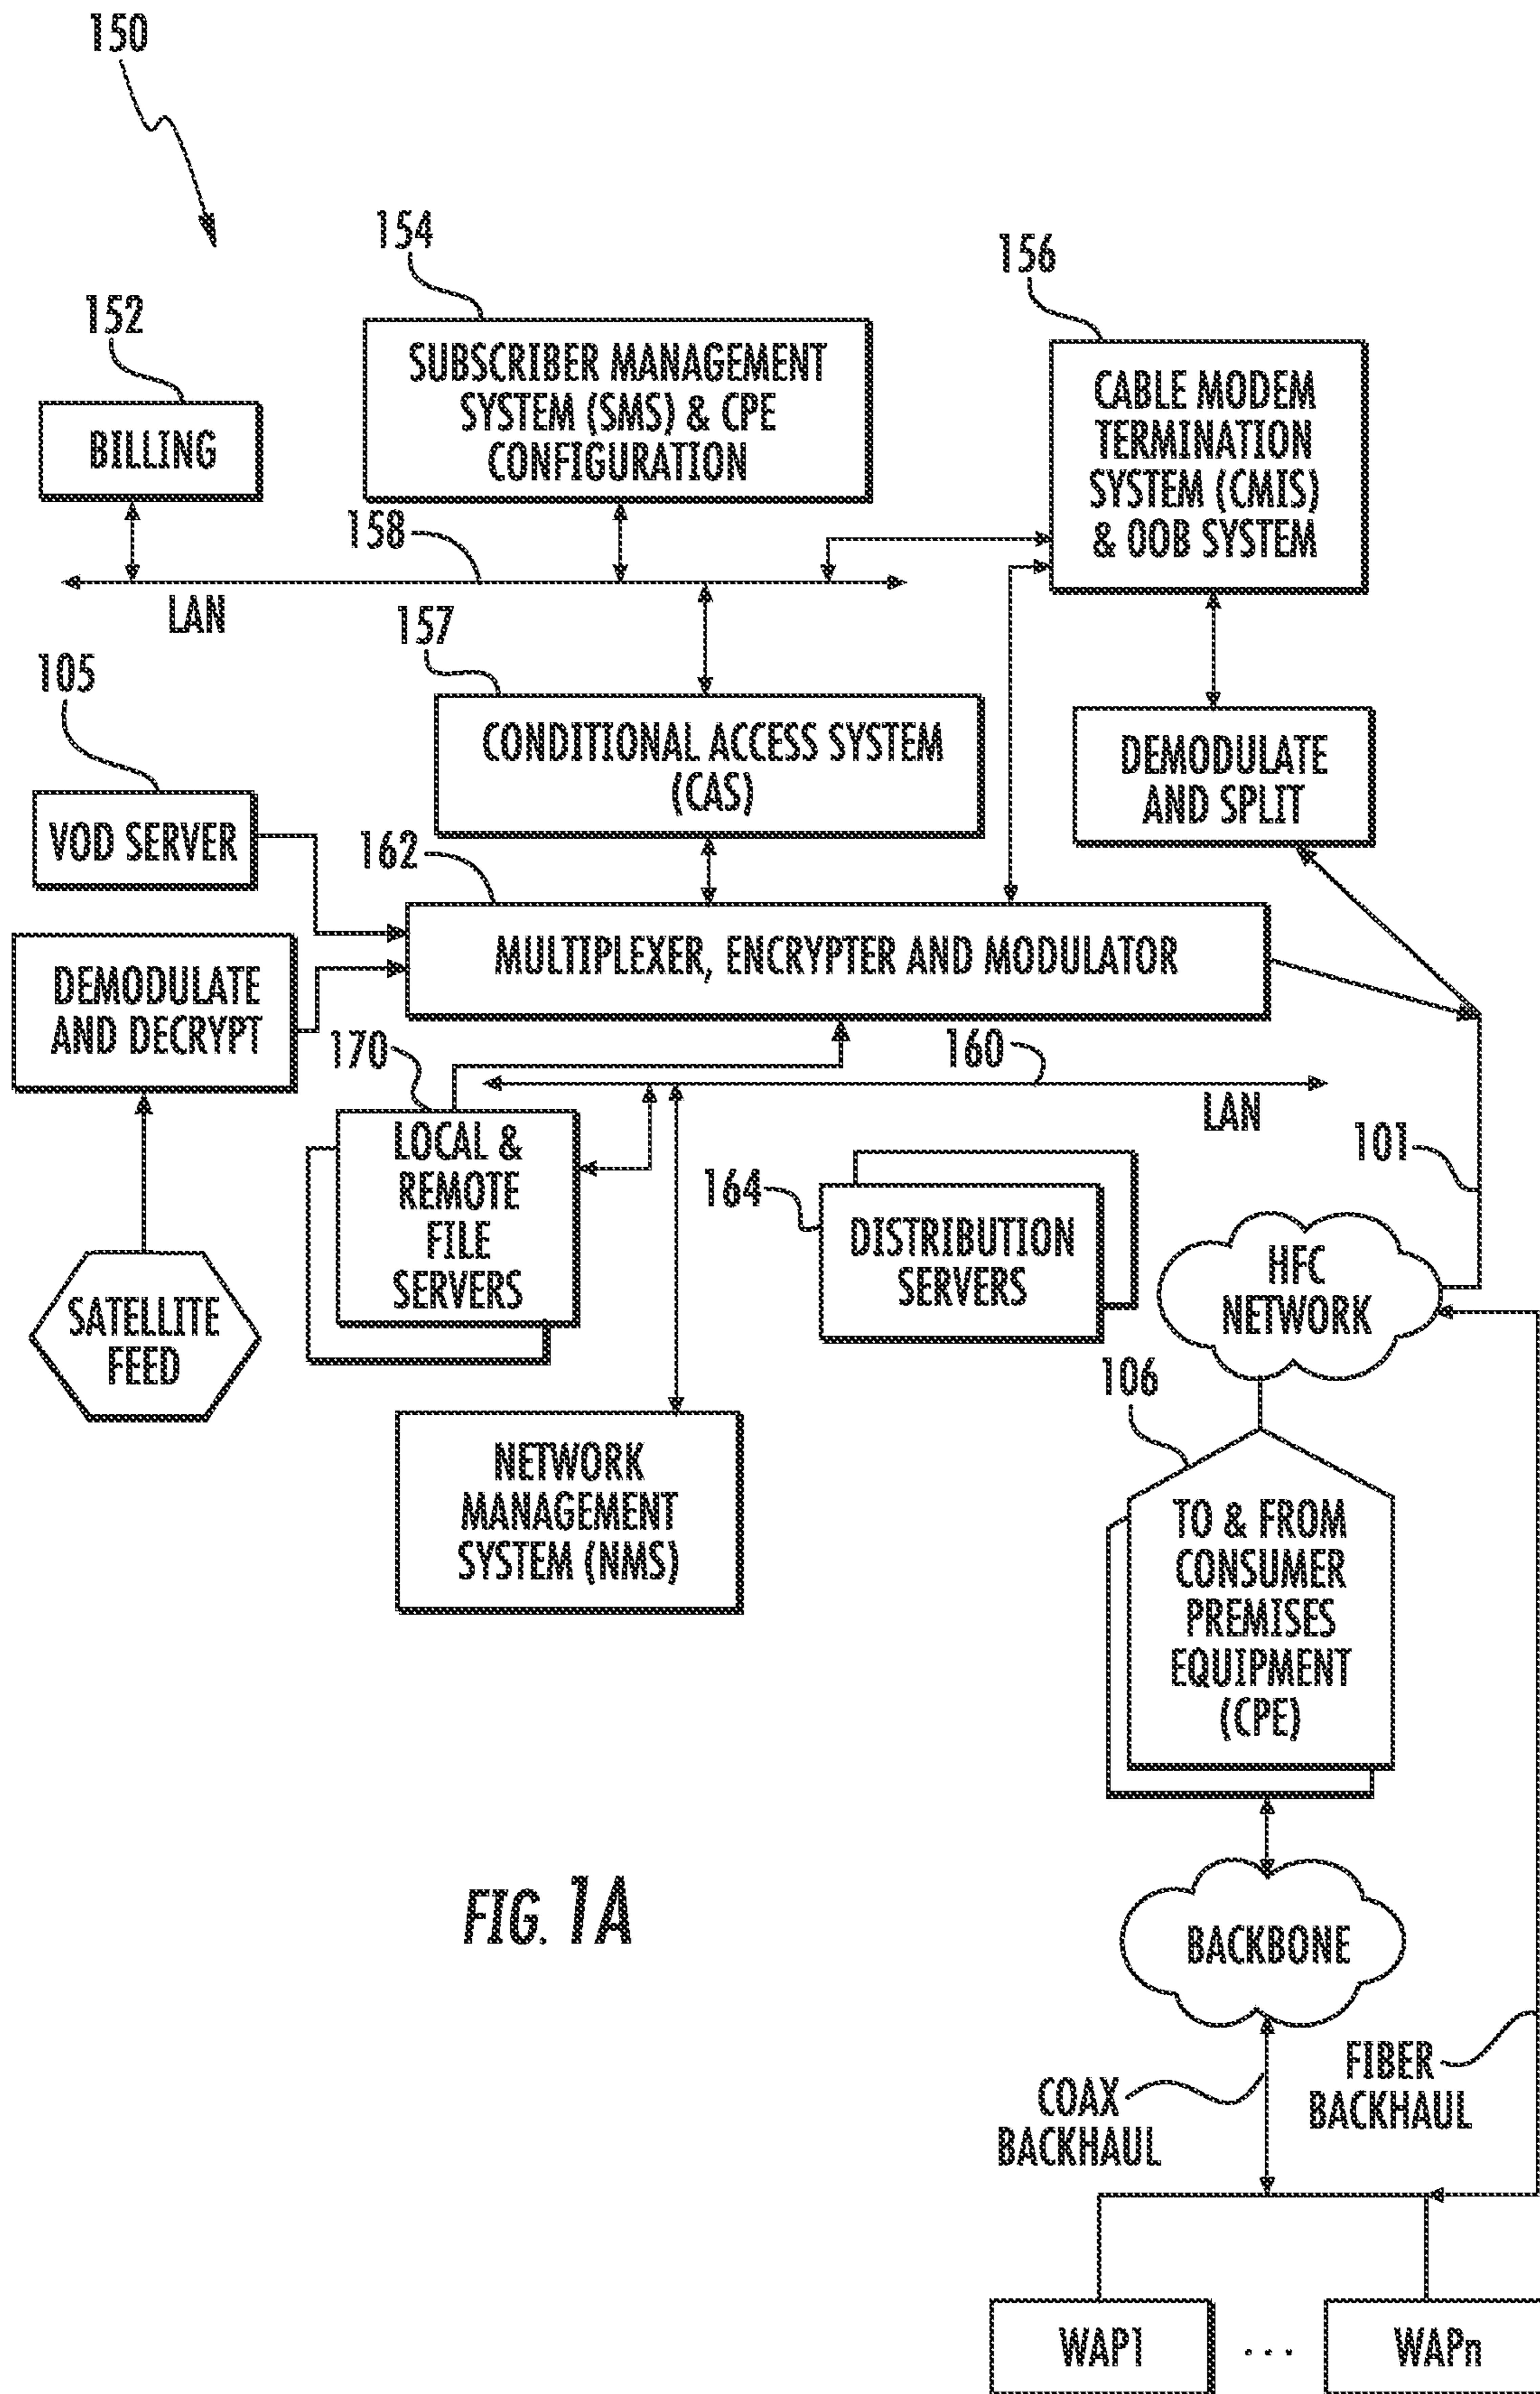 150
154
156
152
SUBSCRIBER MANAGEMENT
SYSTEM (SMS) & CPE
CONFIGURATION
CABLE MODEM
TERMINATION
SYSTEM (CMIS)
& OOB SYSTEM
BILLING
158
LAN
157
105
CONDITIONAL ACCESS SYSTEM
(CAS)
DEMODULATE
AND SPLIT
VOD SERVER
162
MULTIPLEXER, ENCRYPTER AND MODULATOR
DEMODULATE
AND DECRYPT
170
160
LAN
101
LOCAL &
REMOTE
FILE
SERVERS
164
DISTRIBUTION
SERVERS
HFC
NETWORK
SATELLITE
FEED
106
NETWORK
MANAGEMENT
SYSTEM (NMS)
TO & FROM
CONSUMER
PREMISES
EQUIPMENT
(CPE)
FIG. 1A
BACKBONE
COAX
BACKHAUL
FIBER
BACKHAUL
WAP1
...
WAPn